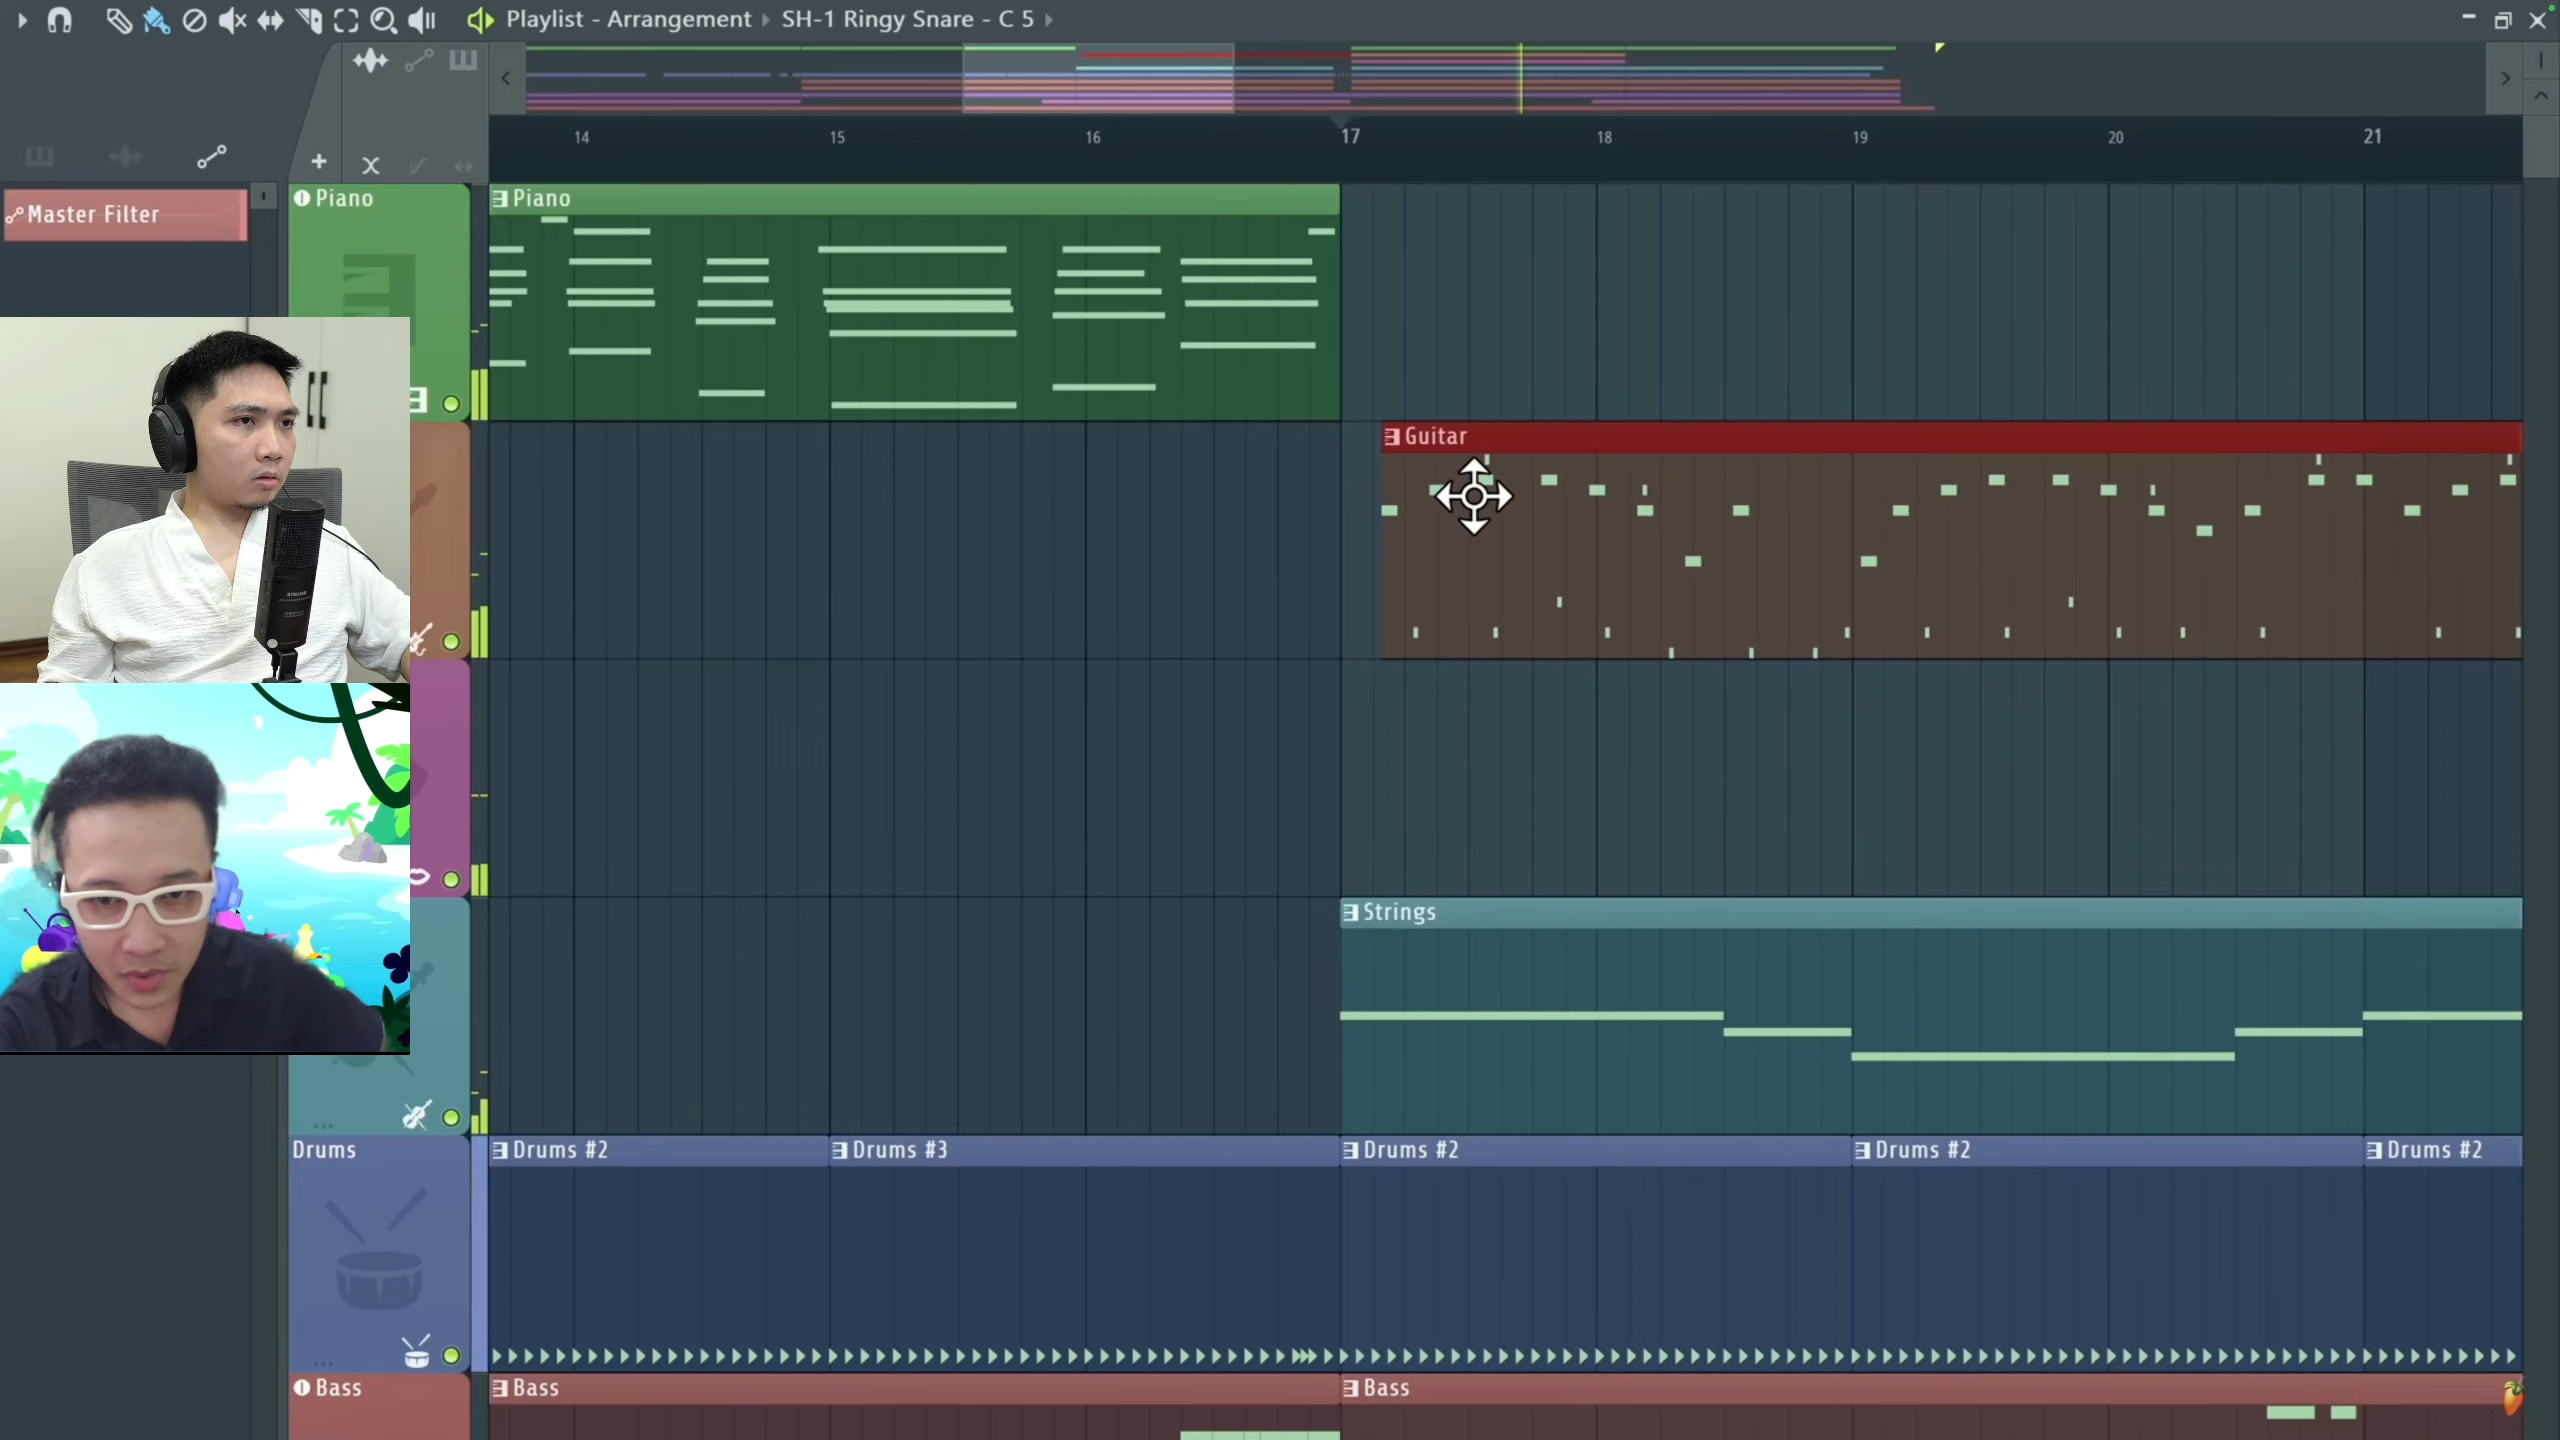 Playlist - Arrangement SH-1 Ringy Snare - C 5
14 15 16 17 18 19 20 21
Master Filter
Piano
Piano
Guitar
Strings
Drums
Drums #2
Drums #3
Drums #2
Drums #2
Drums #2
Bass
Bass
Bass